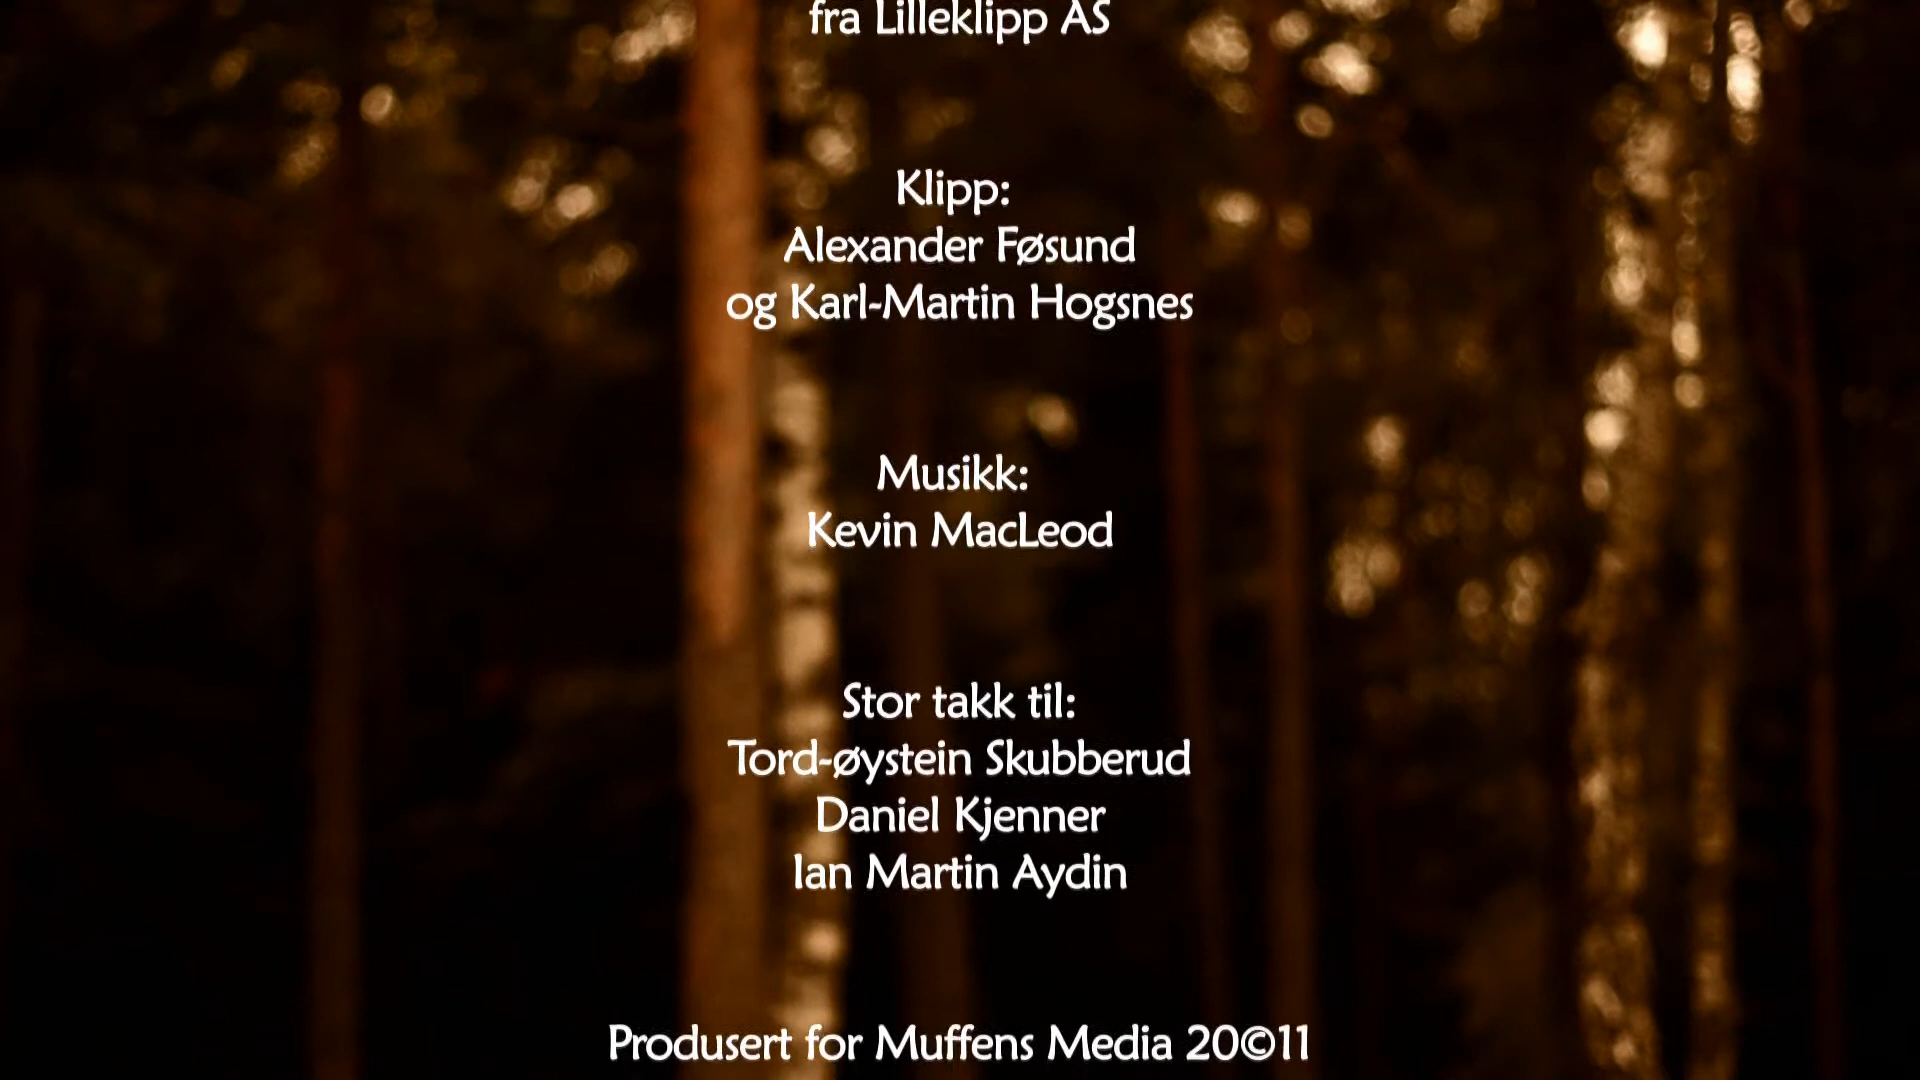 fra Lilleklipp AS
Klipp:
Alexander Føsund
og Karl-Martin Hogsnes
Musikk:
Kevin MacLeod
Stor takk til:
Tord-øystein Skubberud
Daniel Kjenner
Ian Martin Aydin
Produsert for Muffens Media 20©11